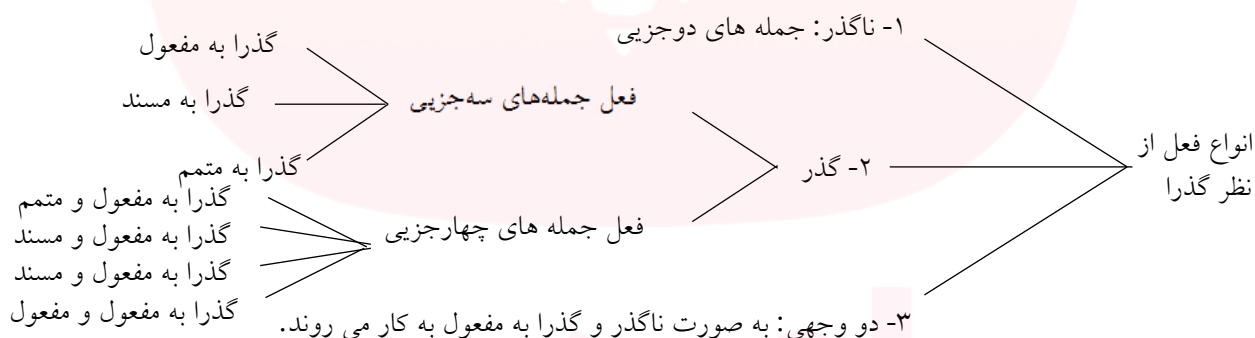 انواع فعل از
نظر گذرا
۱- ناگذر: جمله های دوجزیی
۲- گذر
فعل جمله‌های سه‌جزیی
گذرا به مفعول
گذرا به مسند
گذرا به متمم
فعل جمله های چهارجزیی
گذرا به مفعول و متمم
گذرا به مفعول و مسند
گذرا به مفعول و مسند
گذرا به مفعول و مفعول
۳- دو وجهی: به صورت ناگذر و گذرا به مفعول به کار می روند.